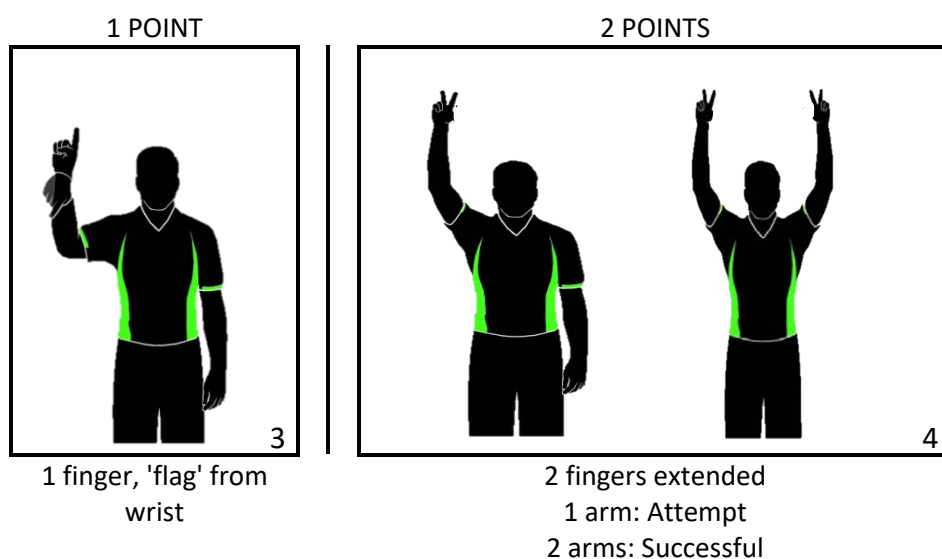 1 POINT
2 POINTS
3
4
1 finger, 'flag' from
wrist
2 fingers extended
1 arm: Attempt
2 arms: Successful